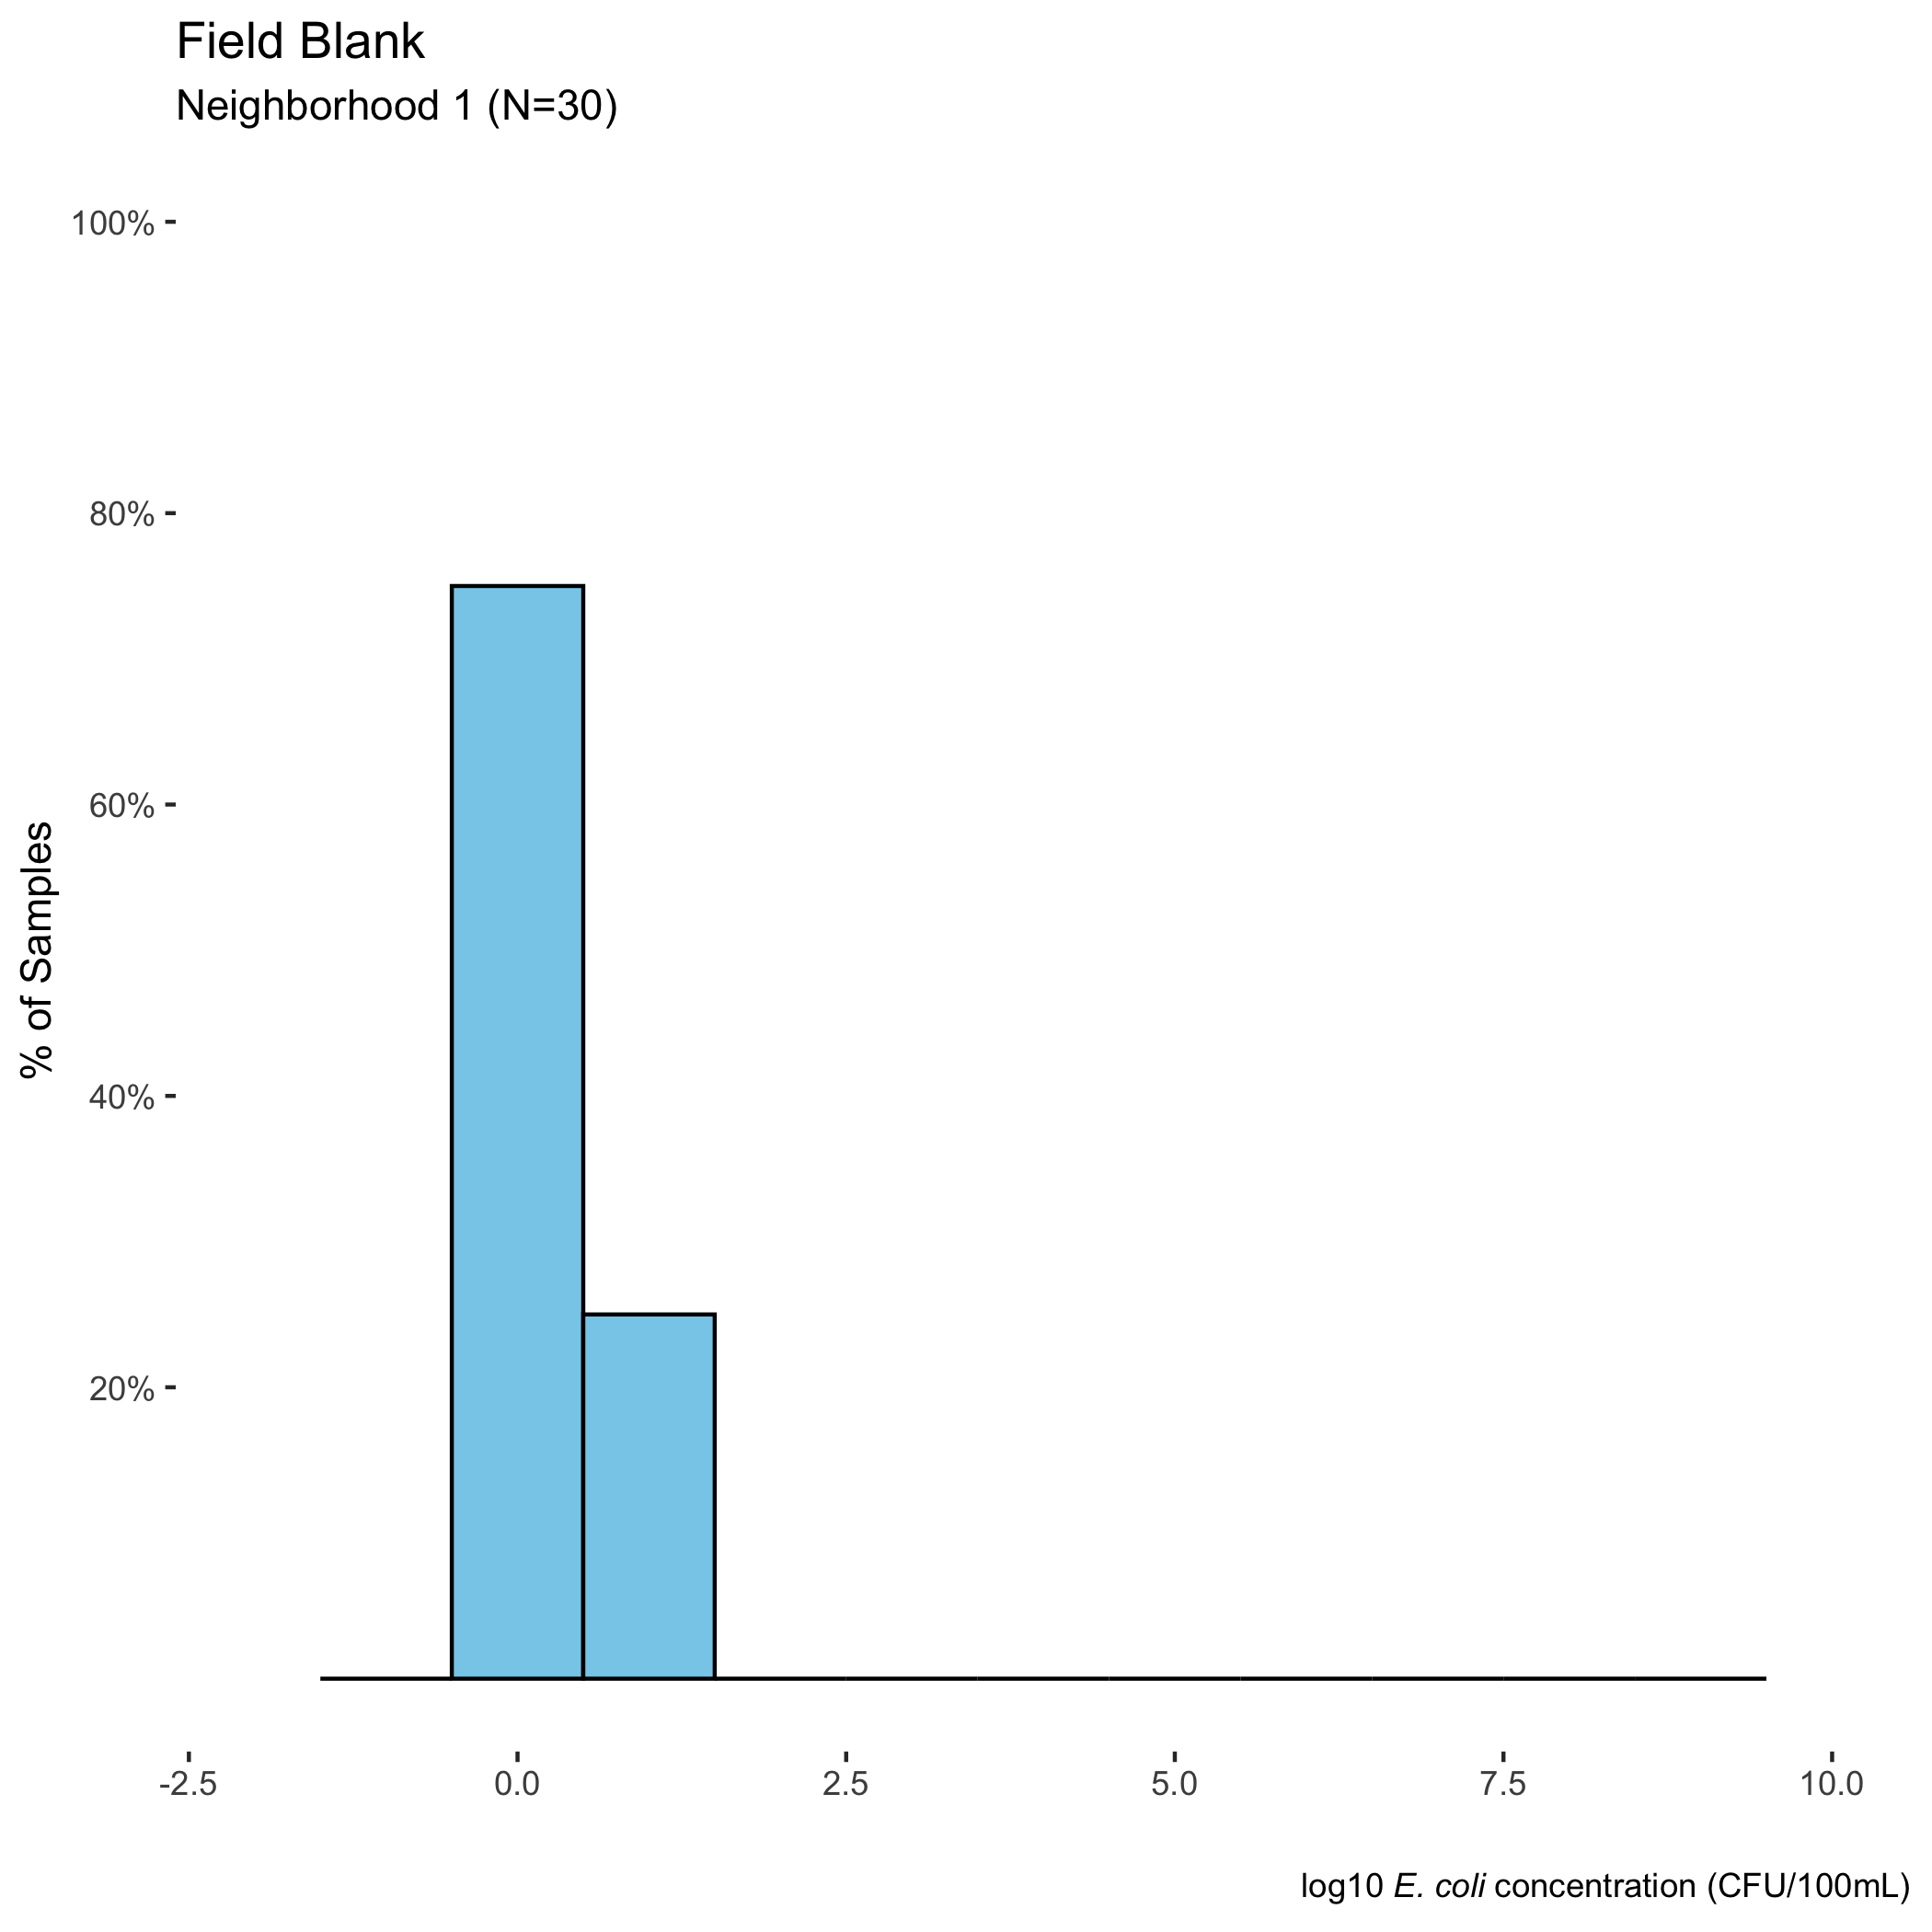 Field Blank
Neighborhood 1 (N=30)
100%
80%
60%
40%
20%
% of Samples
-2.5 0.0 2.5 5.0 7.5 10.0
log10 E. coli concentration (CFU/100mL)